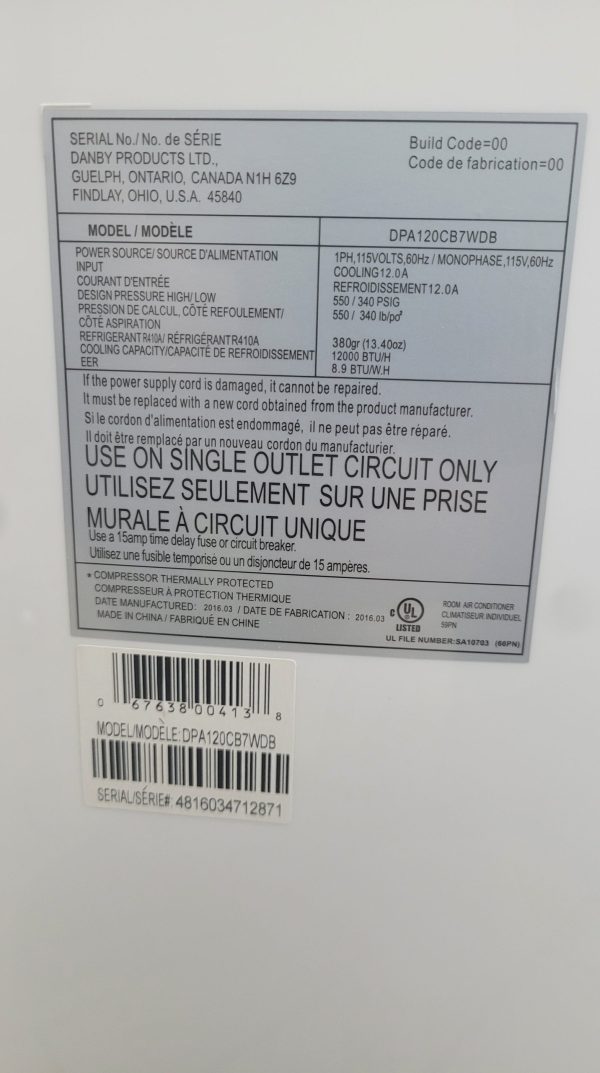 SERIAL No./ No. de SÉRIE
DANBY PRODUCTS LTD.,
GUELPH, ONTARIO, CANADA N1H 6Z9
FINDLAY, OHIO, U.S.A. 45840
Build Code=00
Code de fabrication=00
MODEL / MODÈLE
DPA120CB7WDB
POWER SOURCE/ SOURCE D'ALIMENTATION
INPUT
COURANT D'ENTRÉE
DESIGN PRESSURE HIGH/ LOW
PRESSION DE CALCUL, CÔTÉ REFOULEMENT/
CÔTÉ ASPIRATION
REFRIGERANT R410A/ RÉFRIGÉRANT R410A
COOLING CAPACITY/CAPACITÉ DE REFROIDISSEMENT
EER
1PH,115VOLTS,60Hz / MONOPHASE,115V,60Hz
COOLING 12.0A
REFROIDISSEMENT 12.0A
550 / 340 PSIG
550 / 340 lb/po²
380gr (13.40oz)
12000 BTU/H
8.9 BTU/W.H
If the power supply cord is damaged, it cannot be repaired.
It must be replaced with a new cord obtained from the product manufacturer.
Si le cordon d'alimentation est endommagé, il ne peut pas être réparé.
Il doit être remplacé par un nouveau cordon du manufacturier.
USE ON SINGLE OUTLET CIRCUIT ONLY
UTILISEZ SEULEMENT SUR UNE PRISE
MURALE À CIRCUIT UNIQUE
Use a 15amp time delay fuse or circuit breaker.
Utilisez une fusible temporisé ou un disjoncteur de 15 ampères.
* COMPRESSOR THERMALLY PROTECTED
COMPRESSEUR À PROTECTION THERMIQUE
DATE MANUFACTURED: 2016.03 / DATE DE FABRICATION : 2016.03
MADE IN CHINA / FABRIQUÉ EN CHINE
C UL
LISTED
ROOM AIR CONDITIONER
CLIMATISEUR INDIVIDUEL
59PN
UL FILE NUMBER:SA10703 (66PN)
0 67638 00413 8
MODEL/MODÈLE: DPA120CB7WDB
SERIAL/SÉRIE#: 4816034712871